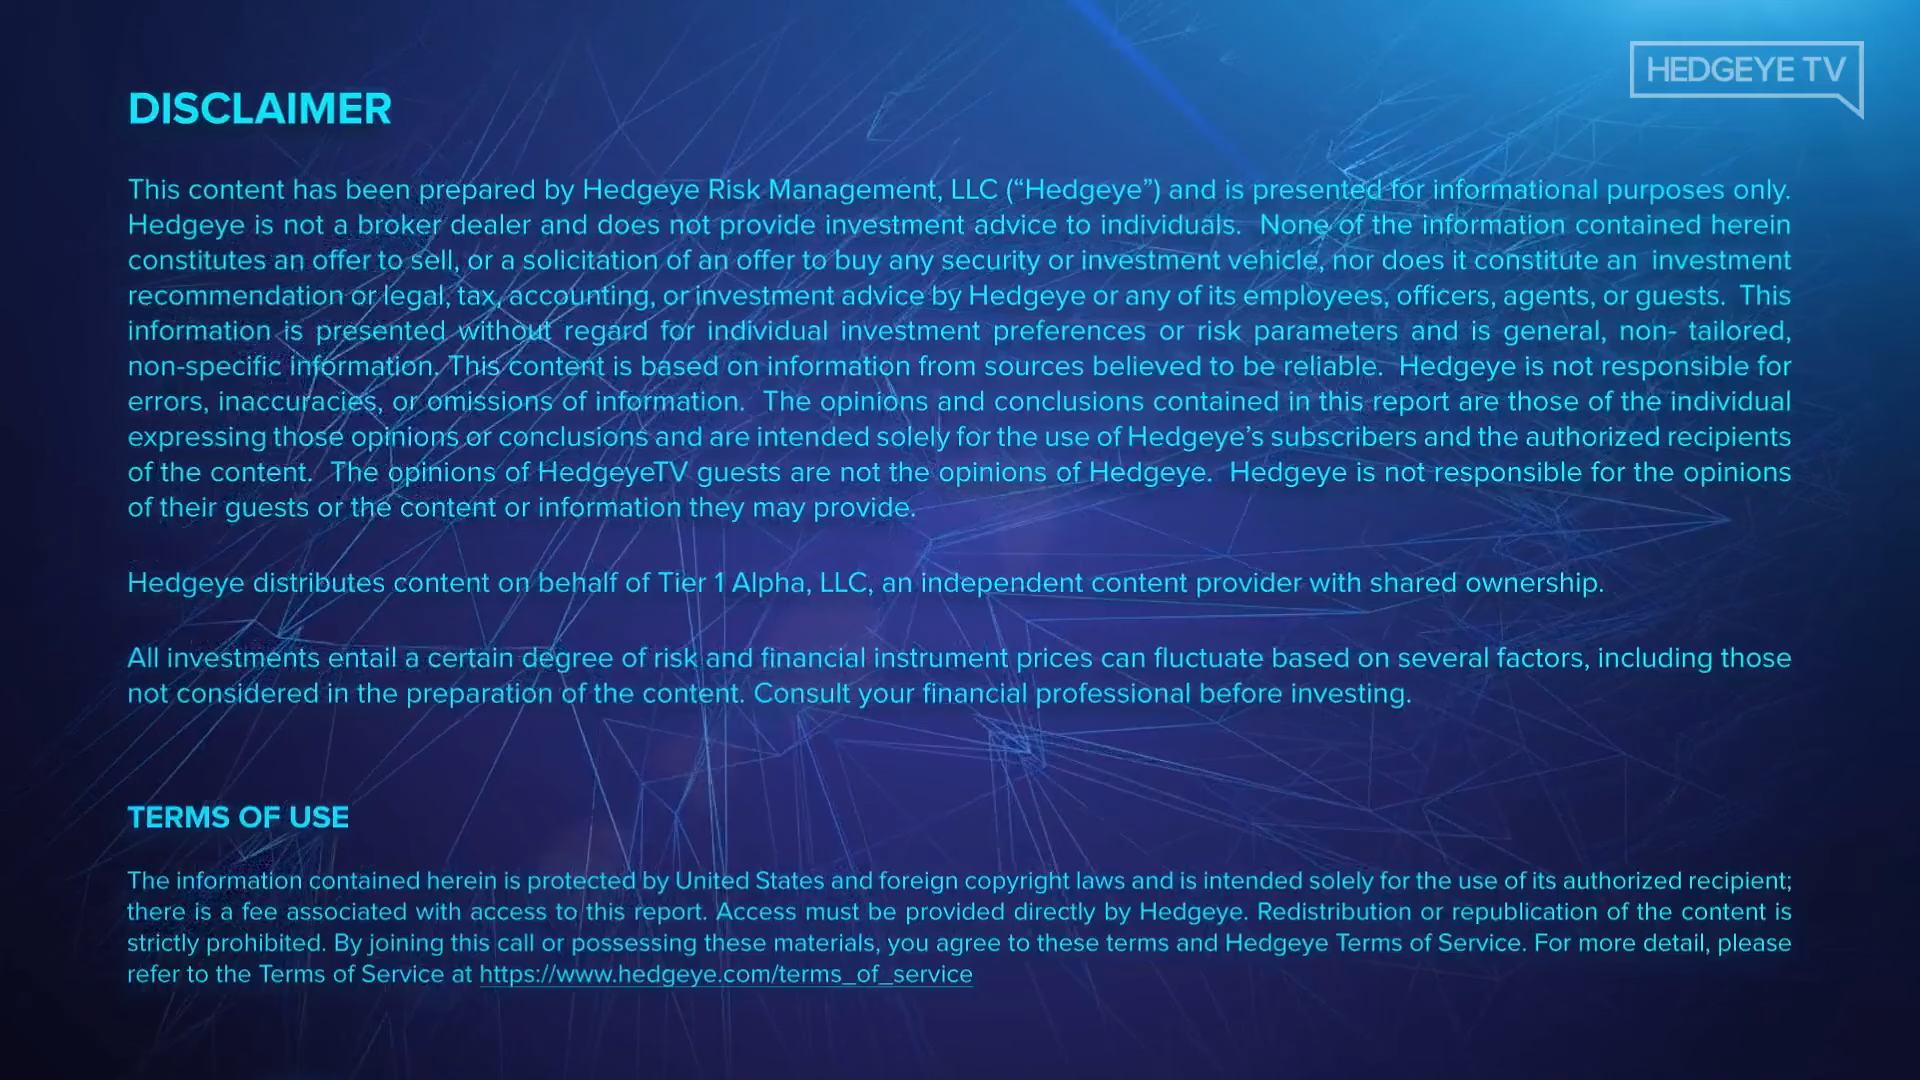 HEDGEYE TV
DISCLAIMER
This content has been prepared by Hedgeye Risk Management, LLC (“Hedgeye”) and is presented for informational purposes only.
Hedgeye is not a broker dealer and does not provide investment advice to individuals. None of the information contained herein
constitutes an offer to sell, or a solicitation of an offer to buy any security or investment vehicle, nor does it constitute an investment
recommendation or legal, tax, accounting, or investment advice by Hedgeye or any of its employees, officers, agents, or guests. This
information is presented without regard for individual investment preferences or risk parameters and is general, non- tailored,
non-specific information. This content is based on information from sources believed to be reliable. Hedgeye is not responsible for
errors, inaccuracies, or omissions of information. The opinions and conclusions contained in this report are those of the individual
expressing those opinions or conclusions and are intended solely for the use of Hedgeye’s subscribers and the authorized recipients
of the content. The opinions of HedgeyeTV guests are not the opinions of Hedgeye. Hedgeye is not responsible for the opinions
of their guests or the content or information they may provide.
Hedgeye distributes content on behalf of Tier 1 Alpha, LLC, an independent content provider with shared ownership.
All investments entail a certain degree of risk and financial instrument prices can fluctuate based on several factors, including those
not considered in the preparation of the content. Consult your financial professional before investing.
TERMS OF USE
The information contained herein is protected by United States and foreign copyright laws and is intended solely for the use of its authorized recipient;
there is a fee associated with access to this report. Access must be provided directly by Hedgeye. Redistribution or republication of the content is
strictly prohibited. By joining this call or possessing these materials, you agree to these terms and Hedgeye Terms of Service. For more detail, please
refer to the Terms of Service at https://www.hedgeye.com/terms_of_service